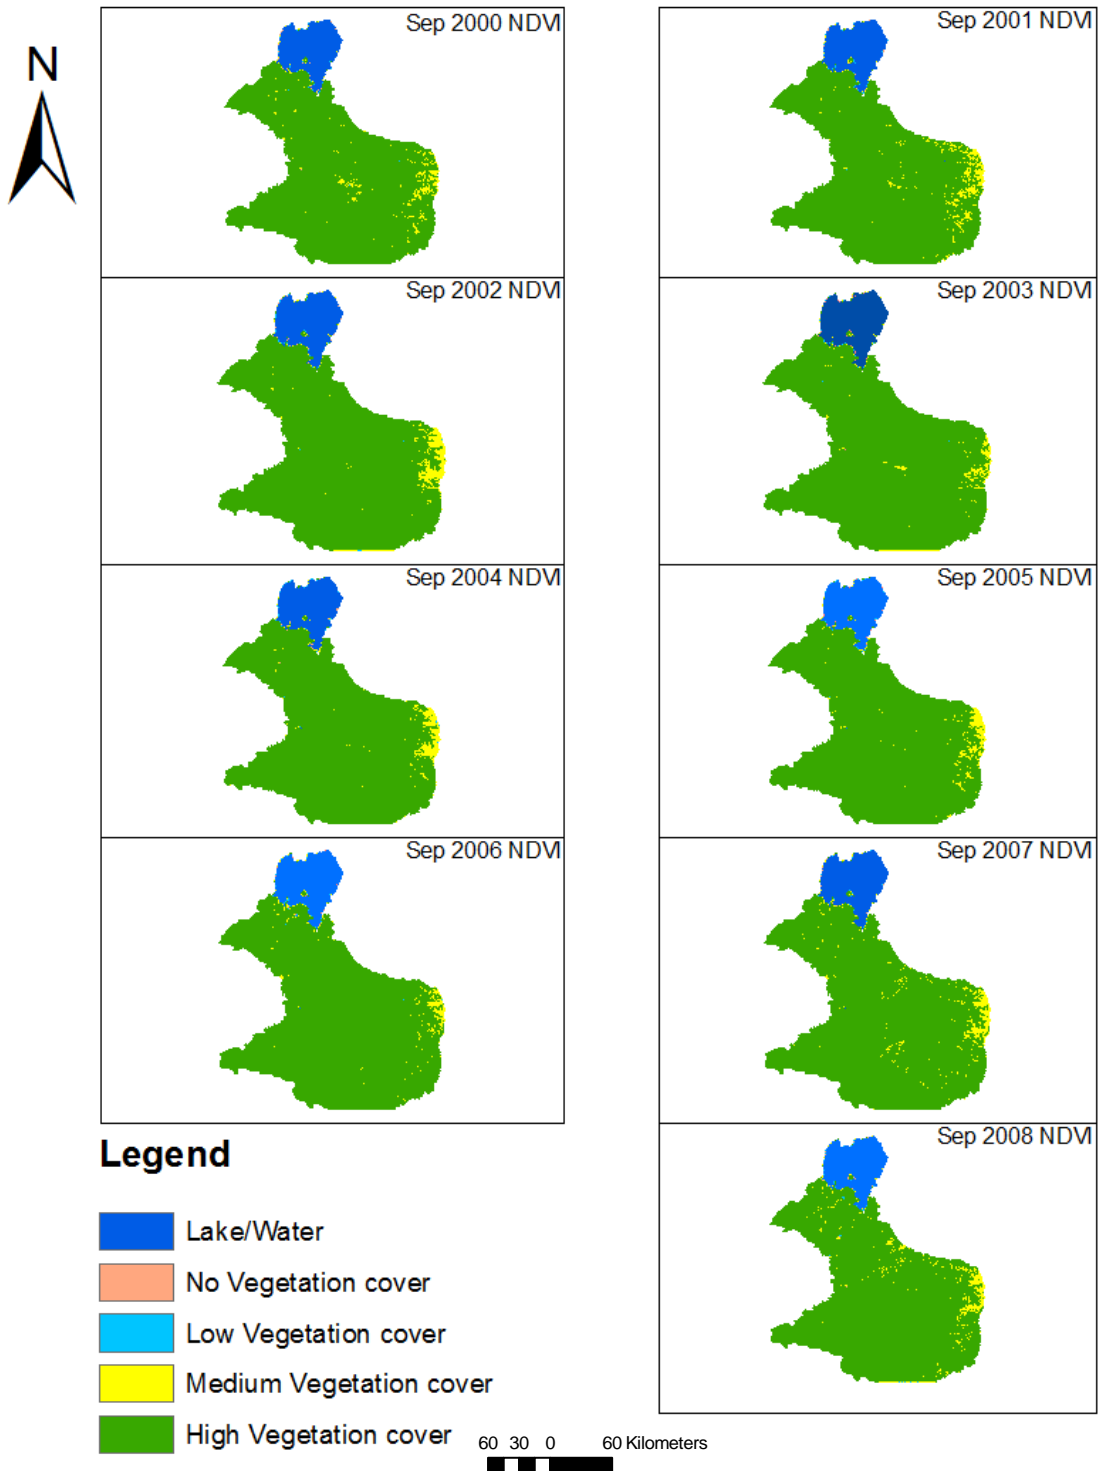 N
Sep 2000 NDVI
Sep 2001 NDVI
Sep 2002 NDVI
Sep 2003 NDVI
Sep 2004 NDVI
Sep 2005 NDVI
Sep 2006 NDVI
Sep 2007 NDVI
Sep 2008 NDVI
Legend
Lake/Water
No Vegetation cover
Low Vegetation cover
Medium Vegetation cover
High Vegetation cover
60 30 0 60 Kilometers